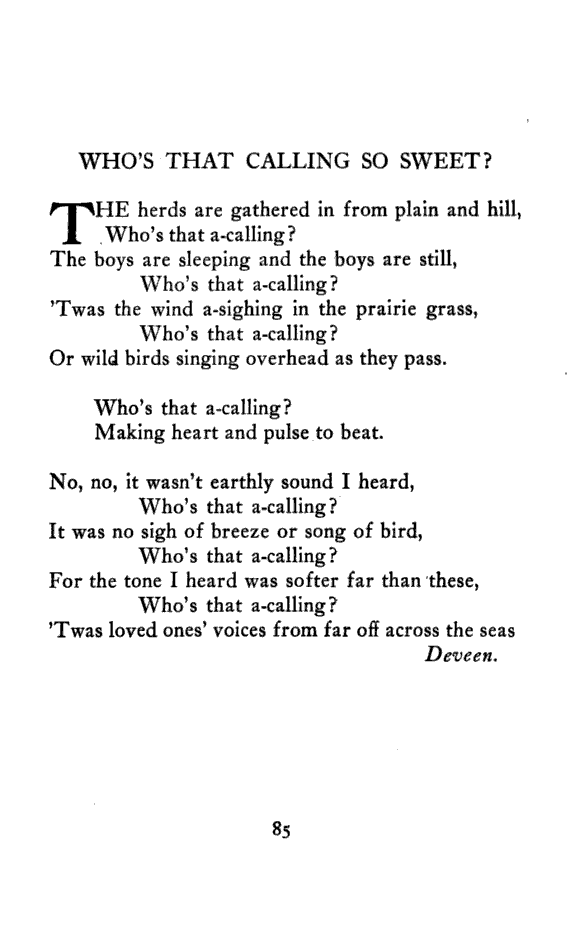 WHO'S THAT CALLING SO SWEET?
THE herds are gathered in from plain and hill,
Who's that a-calling?
The boys are sleeping and the boys are still,
Who's that a-calling?
'Twas the wind a-sighing in the prairie grass,
Who's that a-calling?
Or wild birds singing overhead as they pass.
Who's that a-calling?
Making heart and pulse to beat.
No, no, it wasn't earthly sound I heard,
Who's that a-calling?
It was no sigh of breeze or song of bird,
Who's that a-calling?
For the tone I heard was softer far than these,
Who's that a-calling?
'Twas loved ones' voices from far off across the seas
Deveen.
85